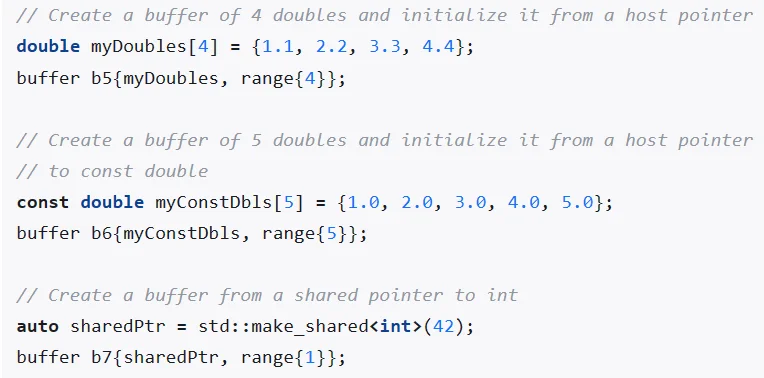 // Create a buffer of 4 doubles and initialize it from a host pointer
double myDoubles[4] = {1.1, 2.2, 3.3, 4.4};
buffer b5{myDoubles, range{4}};
// Create a buffer of 5 doubles and initialize it from a host pointer
// to const double
const double myConstDbls[5] = {1.0, 2.0, 3.0, 4.0, 5.0};
buffer b6{myConstDbls, range{5}};
// Create a buffer from a shared pointer to int
auto sharedPtr = std::make_shared<int>(42);
buffer b7{sharedPtr, range{1}};